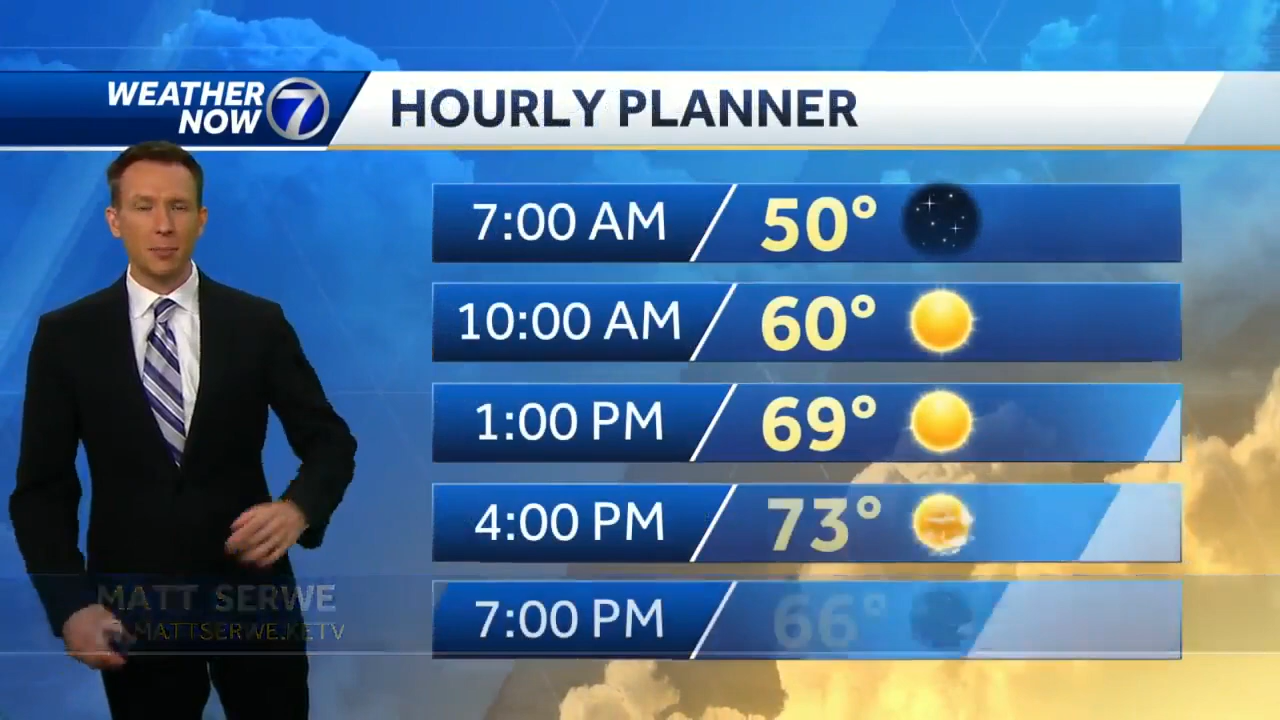 WEATHER
NOW 7
HOURLY PLANNER
7:00 AM 50°
10:00 AM 60°
1:00 PM 69°
4:00 PM 73°
7:00 PM 66°
MATT SERWE
MATTSERWE.KETV